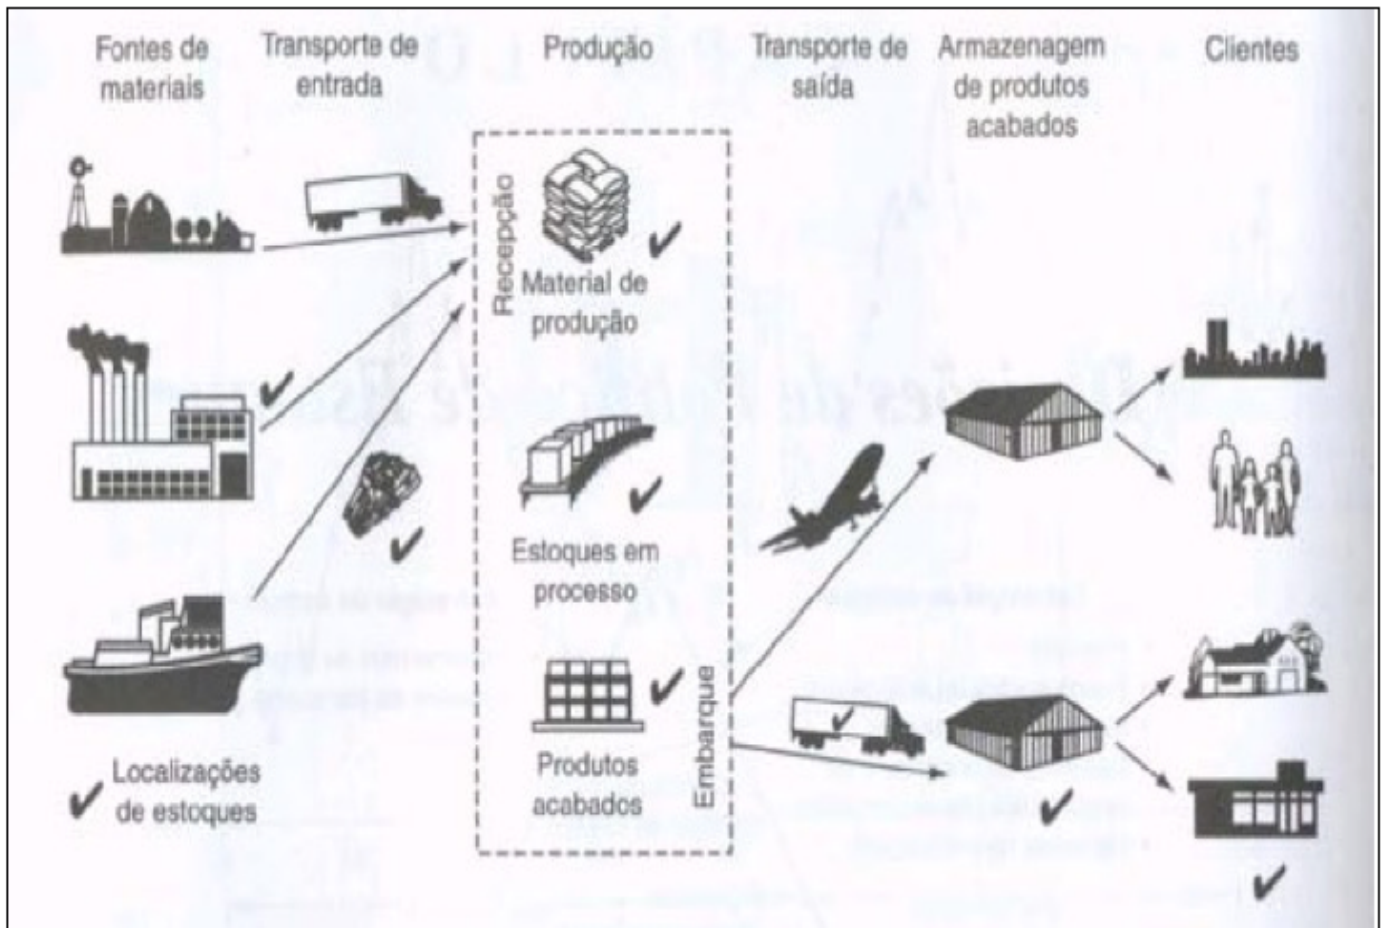 Fontes de
materiais
Transporte de
entrada
Produção
Transporte de
saída
Armazenagem
de produtos
acabados
Clientes
Recepção
Material de
produção
Estoques em
processo
Produtos
acabados
Embarque
Localizações
de estoques